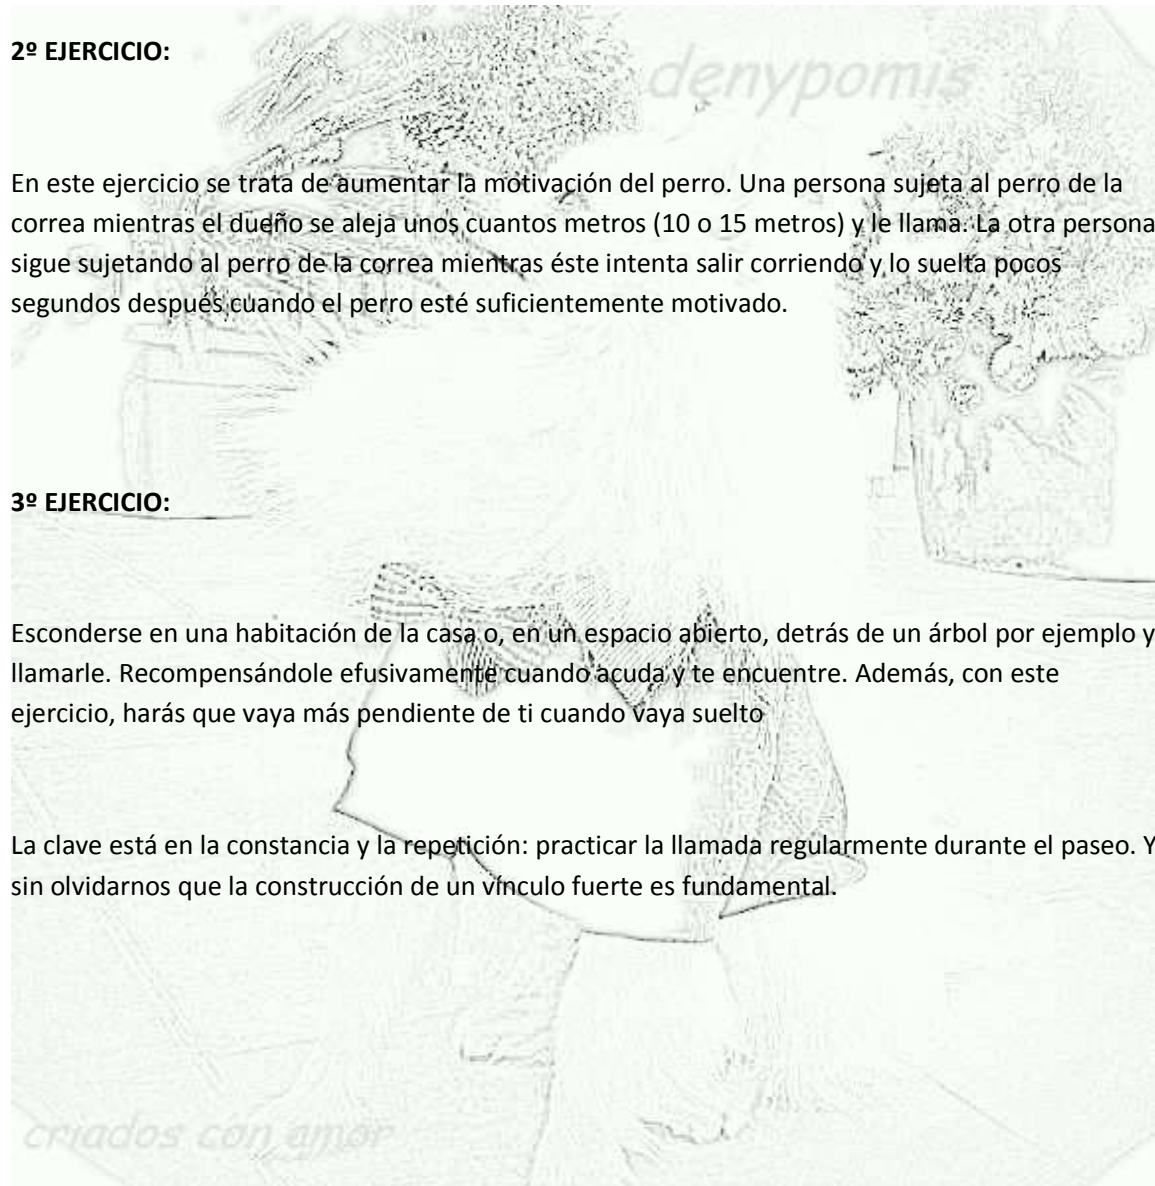 denypomis
2º EJERCICIO:
En este ejercicio se trata de aumentar la motivación del perro. Una persona sujeta al perro de la
correa mientras el dueño se aleja unos cuantos metros (10 o 15 metros) y le llama. La otra persona
sigue sujetando al perro de la correa mientras éste intenta salir corriendo y lo suelta pocos
segundos después cuando el perro esté suficientemente motivado.
3º EJERCICIO:
Esconderse en una habitación de la casa o, en un espacio abierto, detrás de un árbol por ejemplo y
llamarle. Recompensándole efusivamente cuando acuda y te encuentre. Además, con este
ejercicio, harás que vaya más pendiente de ti cuando vaya suelto
La clave está en la constancia y la repetición: practicar la llamada regularmente durante el paseo. Y
sin olvidarnos que la construcción de un vínculo fuerte es fundamental.
criados con amor